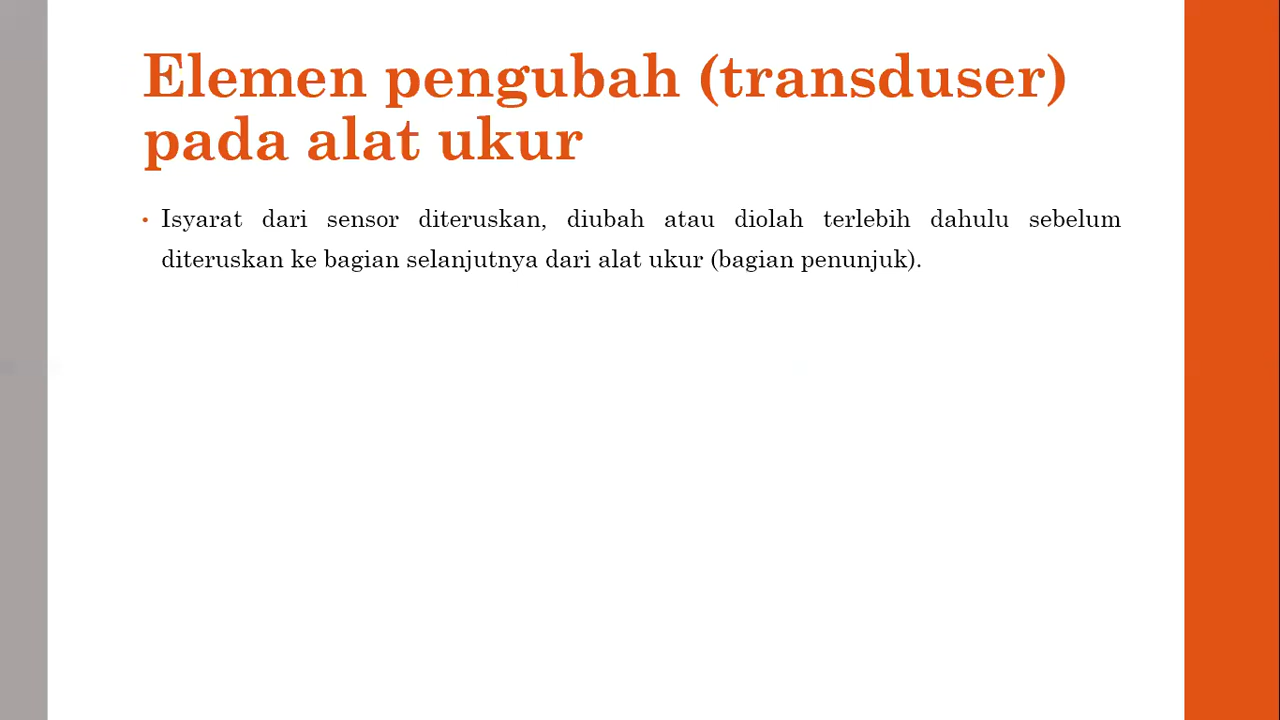 Elemen pengubah (transduser)
pada alat ukur
• Isyarat dari sensor diteruskan, diubah atau diolah terlebih dahulu sebelum
diteruskan ke bagian selanjutnya dari alat ukur (bagian penunjuk).